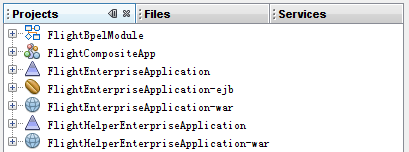 Projects Files Services
FlightBpelModule
FlightCompositeApp
FlightEnterpriseApplication
FlightEnterpriseApplication-ejb
FlightEnterpriseApplication-war
FlightHelperEnterpriseApplication
FlightHelperEnterpriseApplication-war